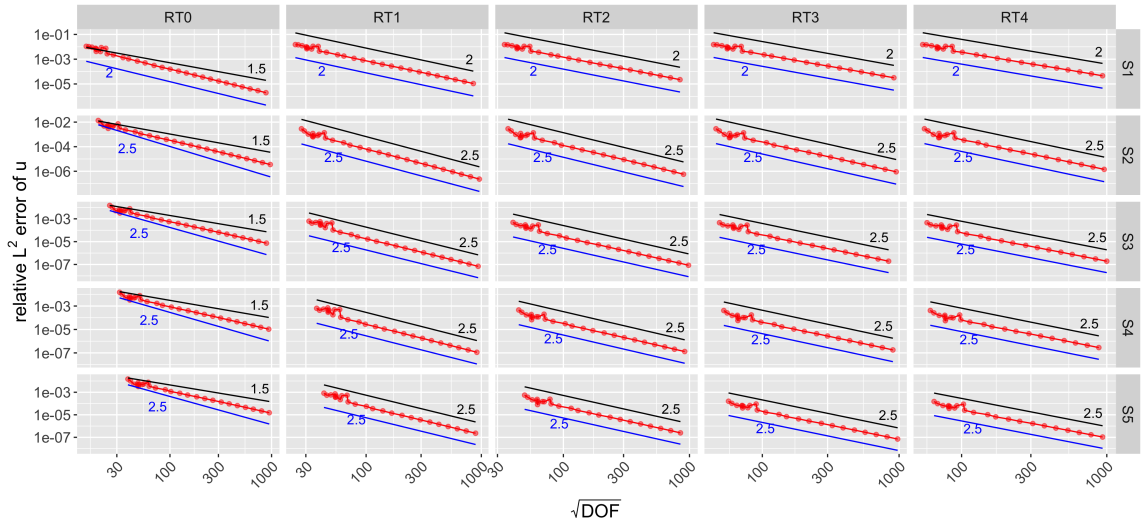 RT0 RT1 RT2 RT3 RT4
1e-01
1e-03
1e-05
1.5 2 2 2 2
2 2 2 2 2
S1
1e-02
1e-04
1e-06
1.5 2.5 2.5 2.5 2.5
2.5 2.5 2.5 2.5 2.5
S2
1e-03
1e-05
1e-07
1.5 2.5 2.5 2.5 2.5
2.5 2.5 2.5 2.5 2.5
S3
1e-03
1e-05
1e-07
1.5 2.5 2.5 2.5 2.5
2.5 2.5 2.5 2.5 2.5
S4
1e-03
1e-05
1e-07
1.5 2.5 2.5 2.5 2.5
2.5 2.5 2.5 2.5 2.5
S5
30 100 300 1000 30 100 300 1000 100 300 1000 100 300 1000 100 300 1000
relative L² error of u
√DOF